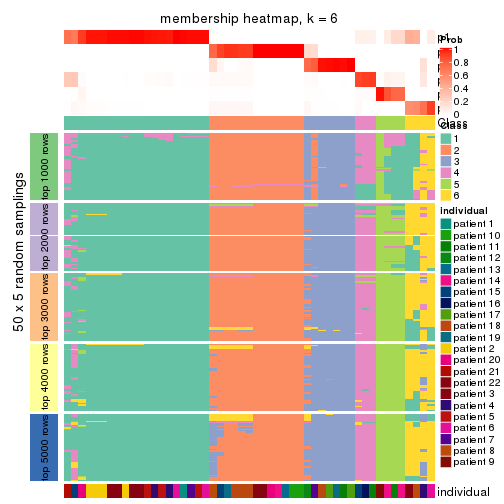 membership heatmap, k = 6
Prob
1
0.8
0.6
0.4
0.2
0
Class
Class
1
2
3
4
5
6
individual
patient 1
patient 10
patient 11
patient 12
patient 13
patient 14
patient 15
patient 16
patient 17
patient 18
patient 19
patient 2
patient 20
patient 21
patient 22
patient 3
patient 4
patient 5
patient 6
patient 7
patient 8
patient 9
50 x 5 random samplings
top 1000 rows
top 2000 rows
top 3000 rows
top 4000 rows
top 5000 rows
individual